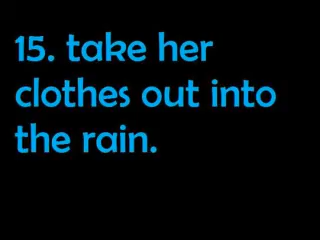 15. take her
clothes out into
the rain.